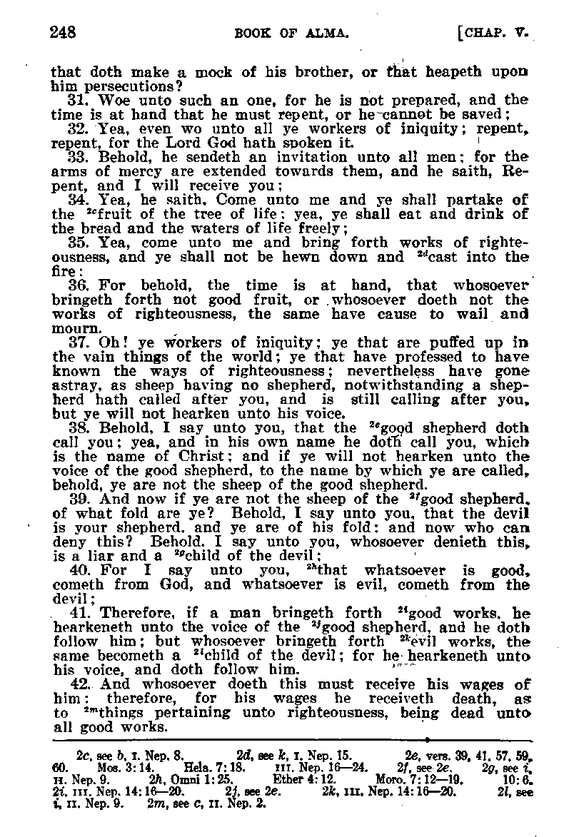 248 BOOK OF ALMA. [CHAP. V.
that doth make a mock of his brother, or that heapeth upon
him persecutions?
31. Woe unto such an one, for he is not prepared, and the
time is at hand that he must repent, or he cannot be saved;
32. Yea, even wo unto all ye workers of iniquity; repent,
repent, for the Lord God hath spoken it.
33. Behold, he sendeth an invitation unto all men; for the
arms of mercy are extended towards them, and he saith, Re-
pent, and I will receive you;
34. Yea, he saith, Come unto me and ye shall partake of
the 2cfruit of the tree of life; yea, ye shall eat and drink of
the bread and the waters of life freely;
35. Yea, come unto me and bring forth works of righte-
ousness, and ye shall not be hewn down and 2dcast into the
fire:
36. For behold, the time is at hand, that whosoever
bringeth forth not good fruit, or whosoever doeth not the
works of righteousness, the same have cause to wail and
mourn.
37. Oh! ye workers of iniquity; ye that are puffed up in
the vain things of the world; ye that have professed to have
known the ways of righteousness; nevertheless have gone
astray, as sheep having no shepherd, notwithstanding a shep-
herd hath called after you, and is still calling after you,
but ye will not hearken unto his voice.
38. Behold, I say unto you, that the 2egood shepherd doth
call you; yea, and in his own name he doth call you, which
is the name of Christ; and if ye will not hearken unto the
voice of the good shepherd, to the name by which ye are called,
behold, ye are not the sheep of the good shepherd.
39. And now if ye are not the sheep of the 2fgood shepherd,
of what fold are ye? Behold, I say unto you, that the devil
is your shepherd, and ye are of his fold: and now who can
deny this? Behold, I say unto you, whosoever denieth this,
is a liar and a 2gchild of the devil;
40. For I say unto you, 2hthat whatsoever is good,
cometh from God, and whatsoever is evil, cometh from the
devil;
41. Therefore, if a man bringeth forth 2igood works, he
hearkeneth unto the voice of the 2jgood shepherd, and he doth
follow him; but whosoever bringeth forth 2kevil works, the
same becometh a 2lchild of the devil; for he hearkeneth unto
his voice, and doth follow him.
42. And whosoever doeth this must receive his wages of
him; therefore, for his wages he receiveth death, as
to 2mthings pertaining unto righteousness, being dead unto
all good works.
2c, see b, I. Nep. 8. 2d, see k, I. Nep. 15. 2e, vers. 39, 41, 57, 59,
60. Mos. 3:14. Hela. 7:18. III. Nep. 16—24. 2f, see 2e. 2g, see i,
II. Nep. 9. 2h, Omni 1:25. Ether 4:12. Moro. 7:12—19. 10:6.
2i, III. Nep. 14:16—20. 2j, see 2e. 2k, III. Nep. 14:16—20. 2l, see
i, II. Nep. 9. 2m, see c, II. Nep. 2.